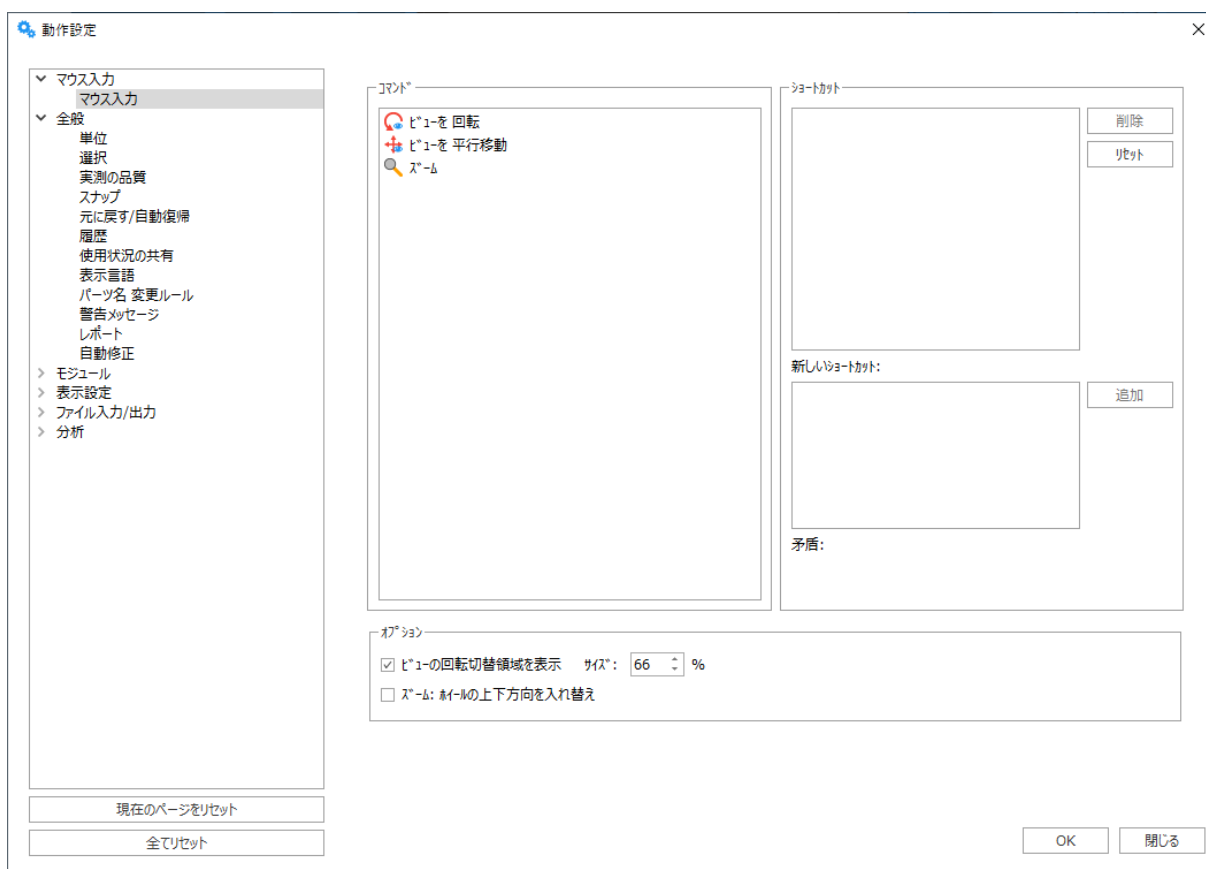 動作設定
マウス入力
マウス入力
全般
単位
選択
実測の品質
スナップ
元に戻す/自動復帰
履歴
使用状況の共有
表示言語
パーツ名 変更ルール
警告メッセージ
レポート
自動修正
モジュール
表示設定
ファイル入力/出力
分析
現在のページをリセット
全てリセット
ｺﾏﾝﾄﾞ
ﾋﾞｭｰを 回転
ﾋﾞｭｰを 平行移動
ｽﾞｰﾑ
ｼｮｰﾄｶｯﾄ
削除
ﾘｾｯﾄ
新しいｼｮｰﾄｶｯﾄ:
追加
矛盾:
ｵﾌﾟｼｮﾝ
ﾋﾞｭｰの回転切替領域を表示 ｻｲｽﾞ: 66 %
ｽﾞｰﾑ: ﾎｲｰﾙの上下方向を入れ替え
OK
閉じる